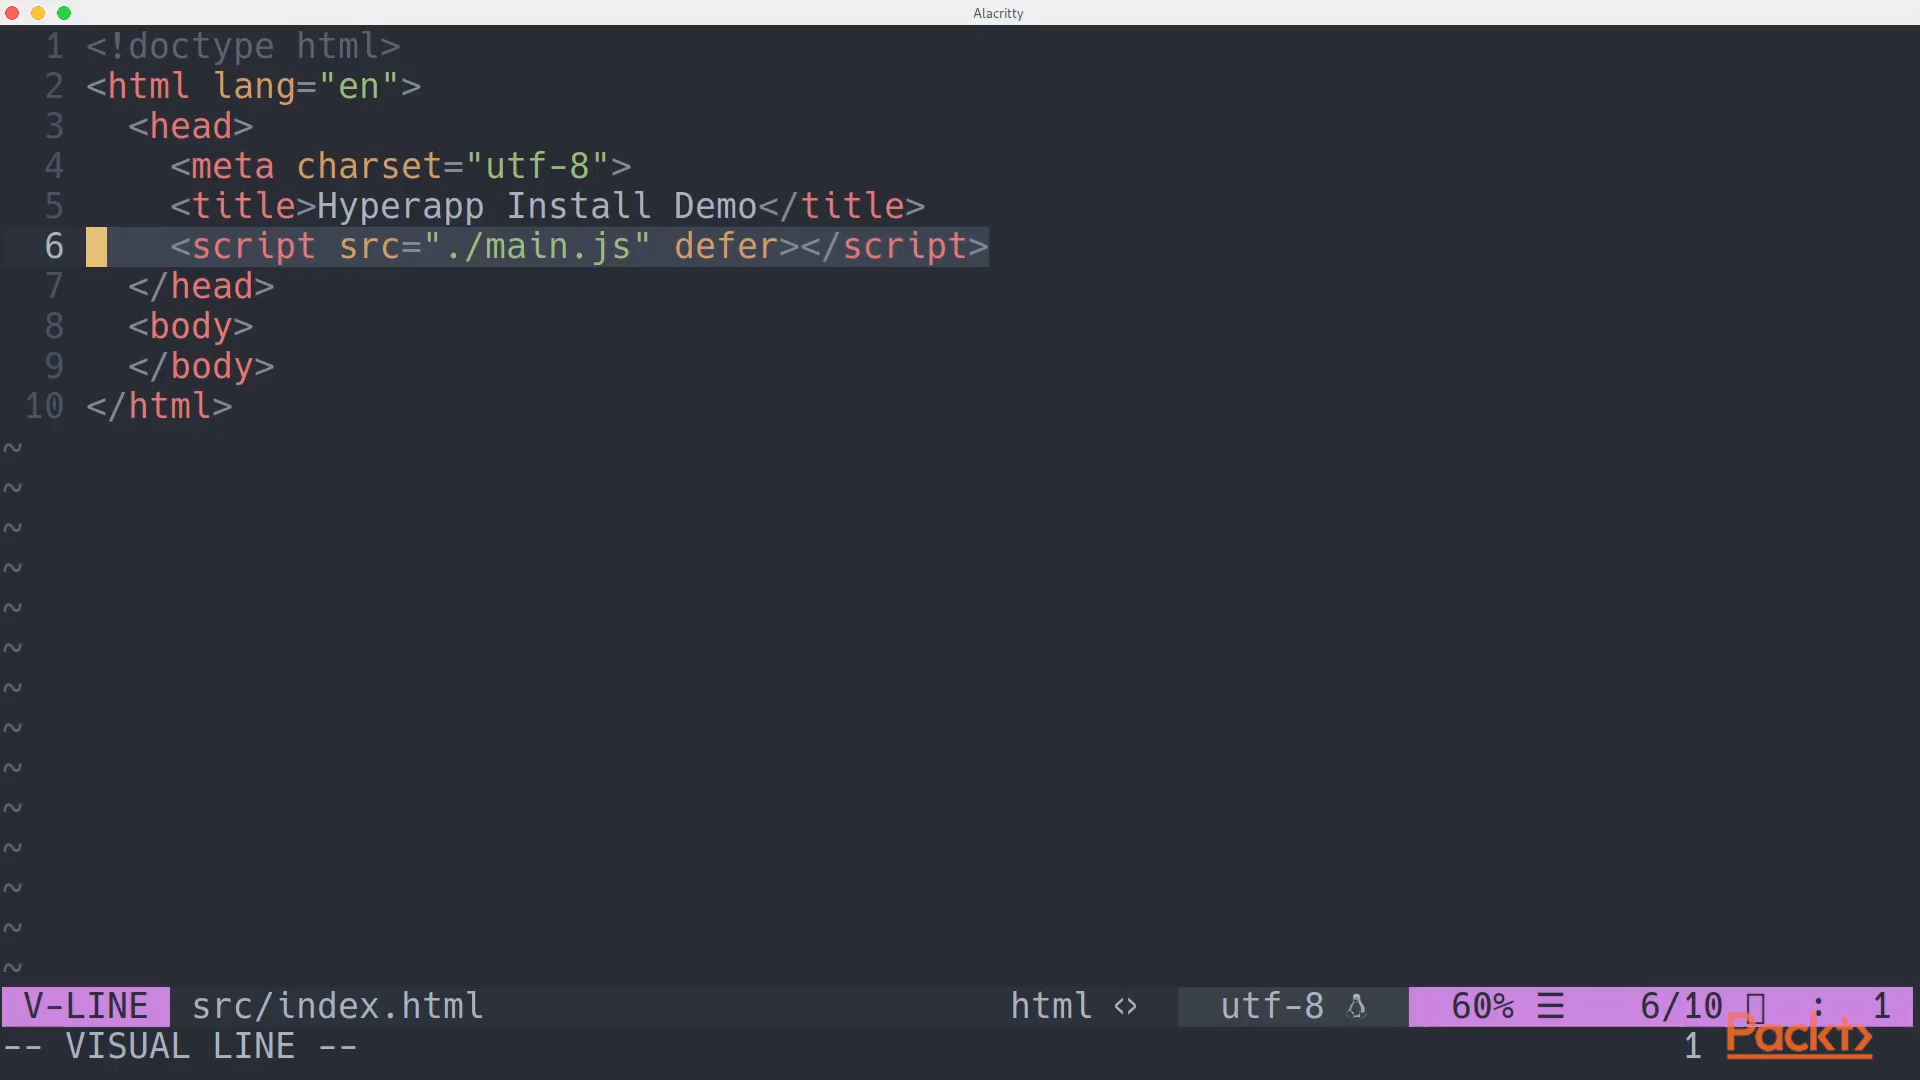 Alacritty
1 <!doctype html>
2 <html lang="en">
3   <head>
4     <meta charset="utf-8">
5     <title>Hyperapp Install Demo</title>
6     <script src="./main.js" defer></script>
7   </head>
8   <body>
9   </body>
10 </html>
~
~
~
~
~
~
~
~
~
~
~
~
~
~
V-LINE src/index.html html <> utf-8 60% ☰ 6/10 : 1
-- VISUAL LINE -- 1
Packt>